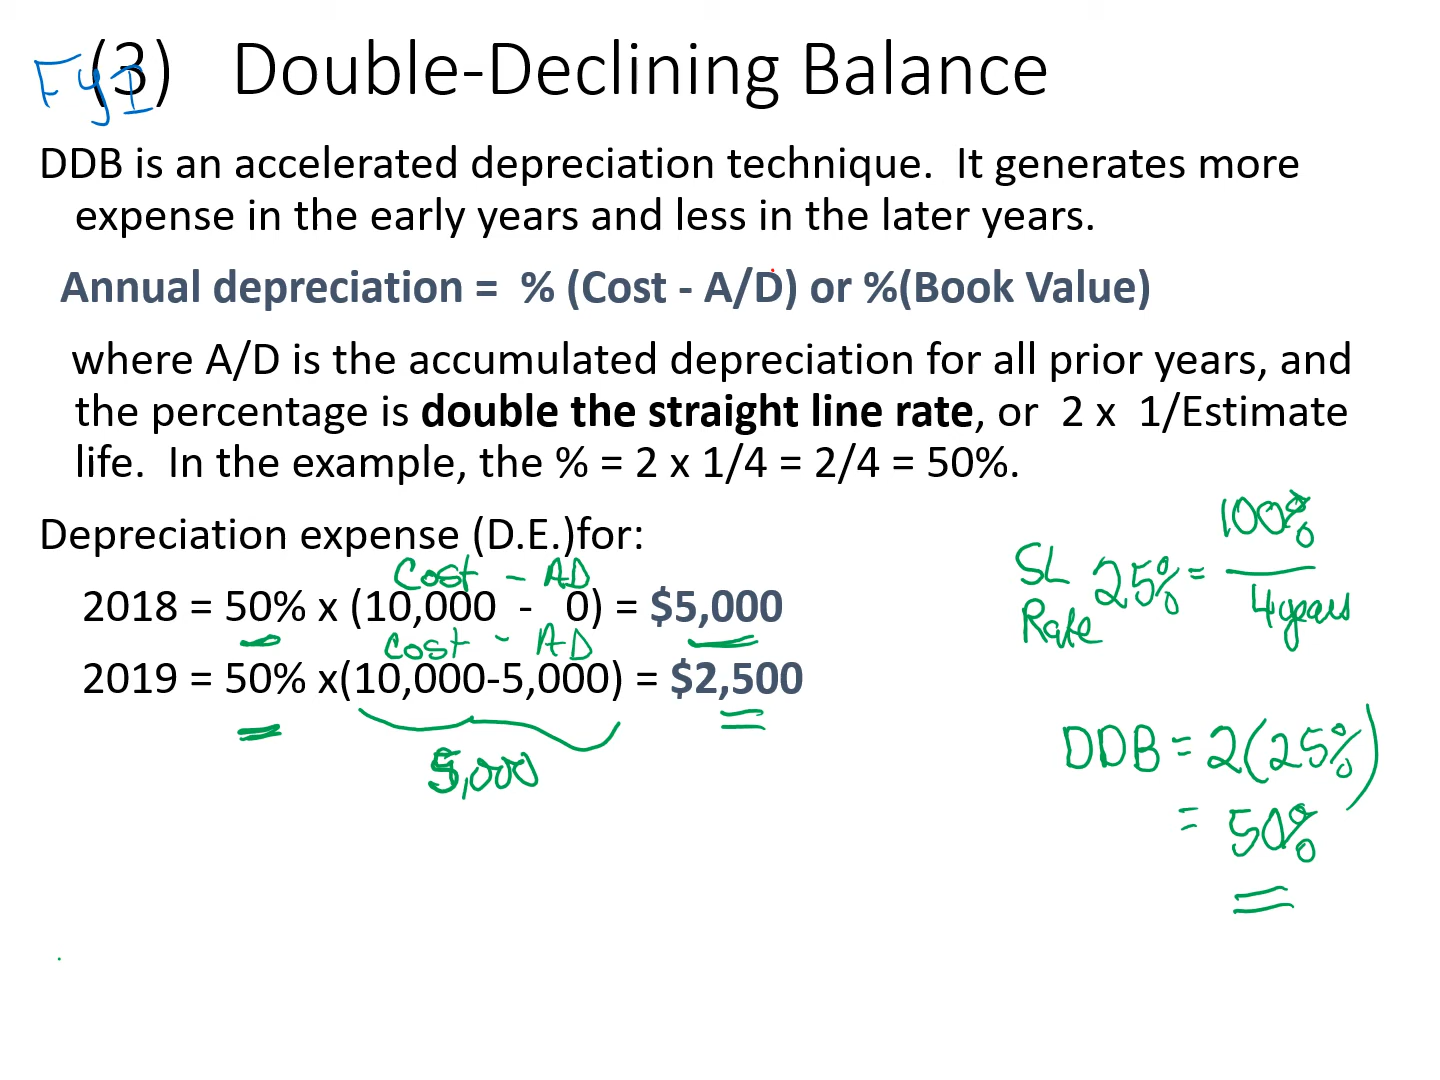 FYI (3) Double-Declining Balance
DDB is an accelerated depreciation technique. It generates more
expense in the early years and less in the later years.
Annual depreciation = % (Cost - A/D) or %(Book Value)
where A/D is the accumulated depreciation for all prior years, and
the percentage is double the straight line rate, or 2 x 1/Estimate
life. In the example, the % = 2 x 1/4 = 2/4 = 50%.
Depreciation expense (D.E.)for:
Cost - AD
2018 = 50% x (10,000 - 0) = $5,000
Cost - AD
2019 = 50% x(10,000-5,000) = $2,500
5,000
100%
SL Rate 25% =
4 years
DDB = 2(25%)
= 50%